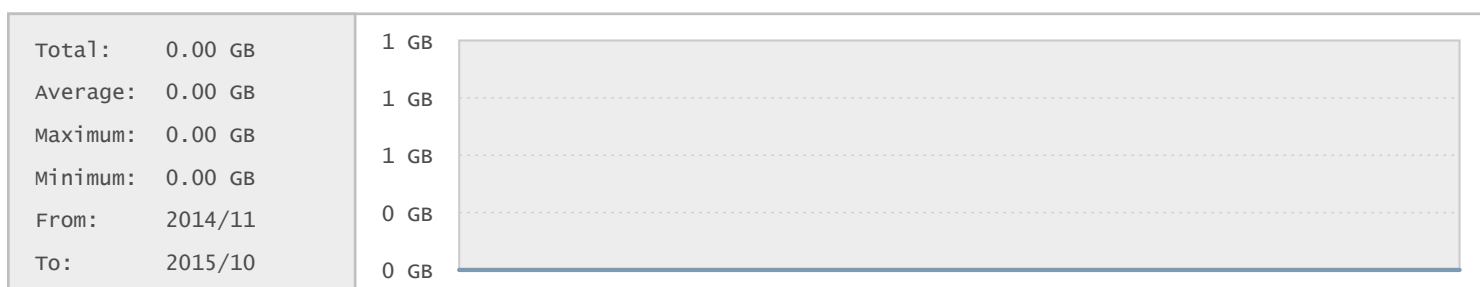 Total: 0.00 GB
Average: 0.00 GB
Maximum: 0.00 GB
Minimum: 0.00 GB
From: 2014/11
To: 2015/10
1 GB
1 GB
1 GB
0 GB
0 GB